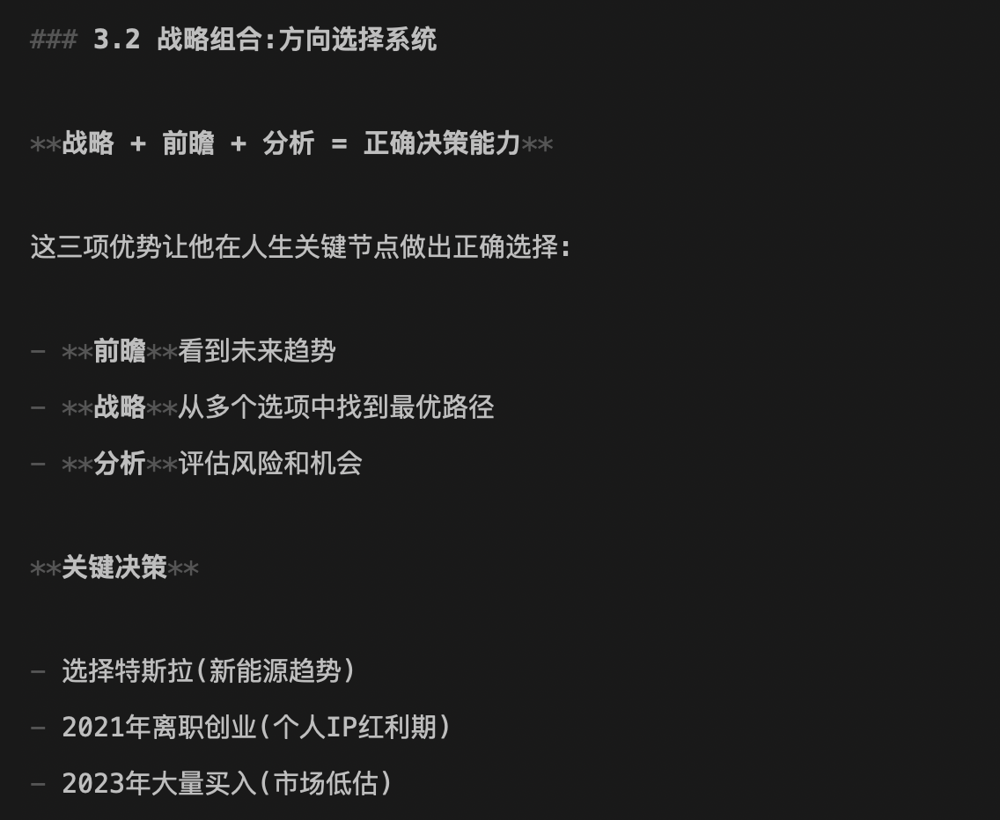 ### 3.2 战略组合:方向选择系统
**战略 + 前瞻 + 分析 = 正确决策能力**
这三项优势让他在人生关键节点做出正确选择:
- **前瞻**看到未来趋势
- **战略**从多个选项中找到最优路径
- **分析**评估风险和机会
**关键决策**
- 选择特斯拉(新能源趋势)
- 2021年离职创业(个人IP红利期)
- 2023年大量买入(市场低估)